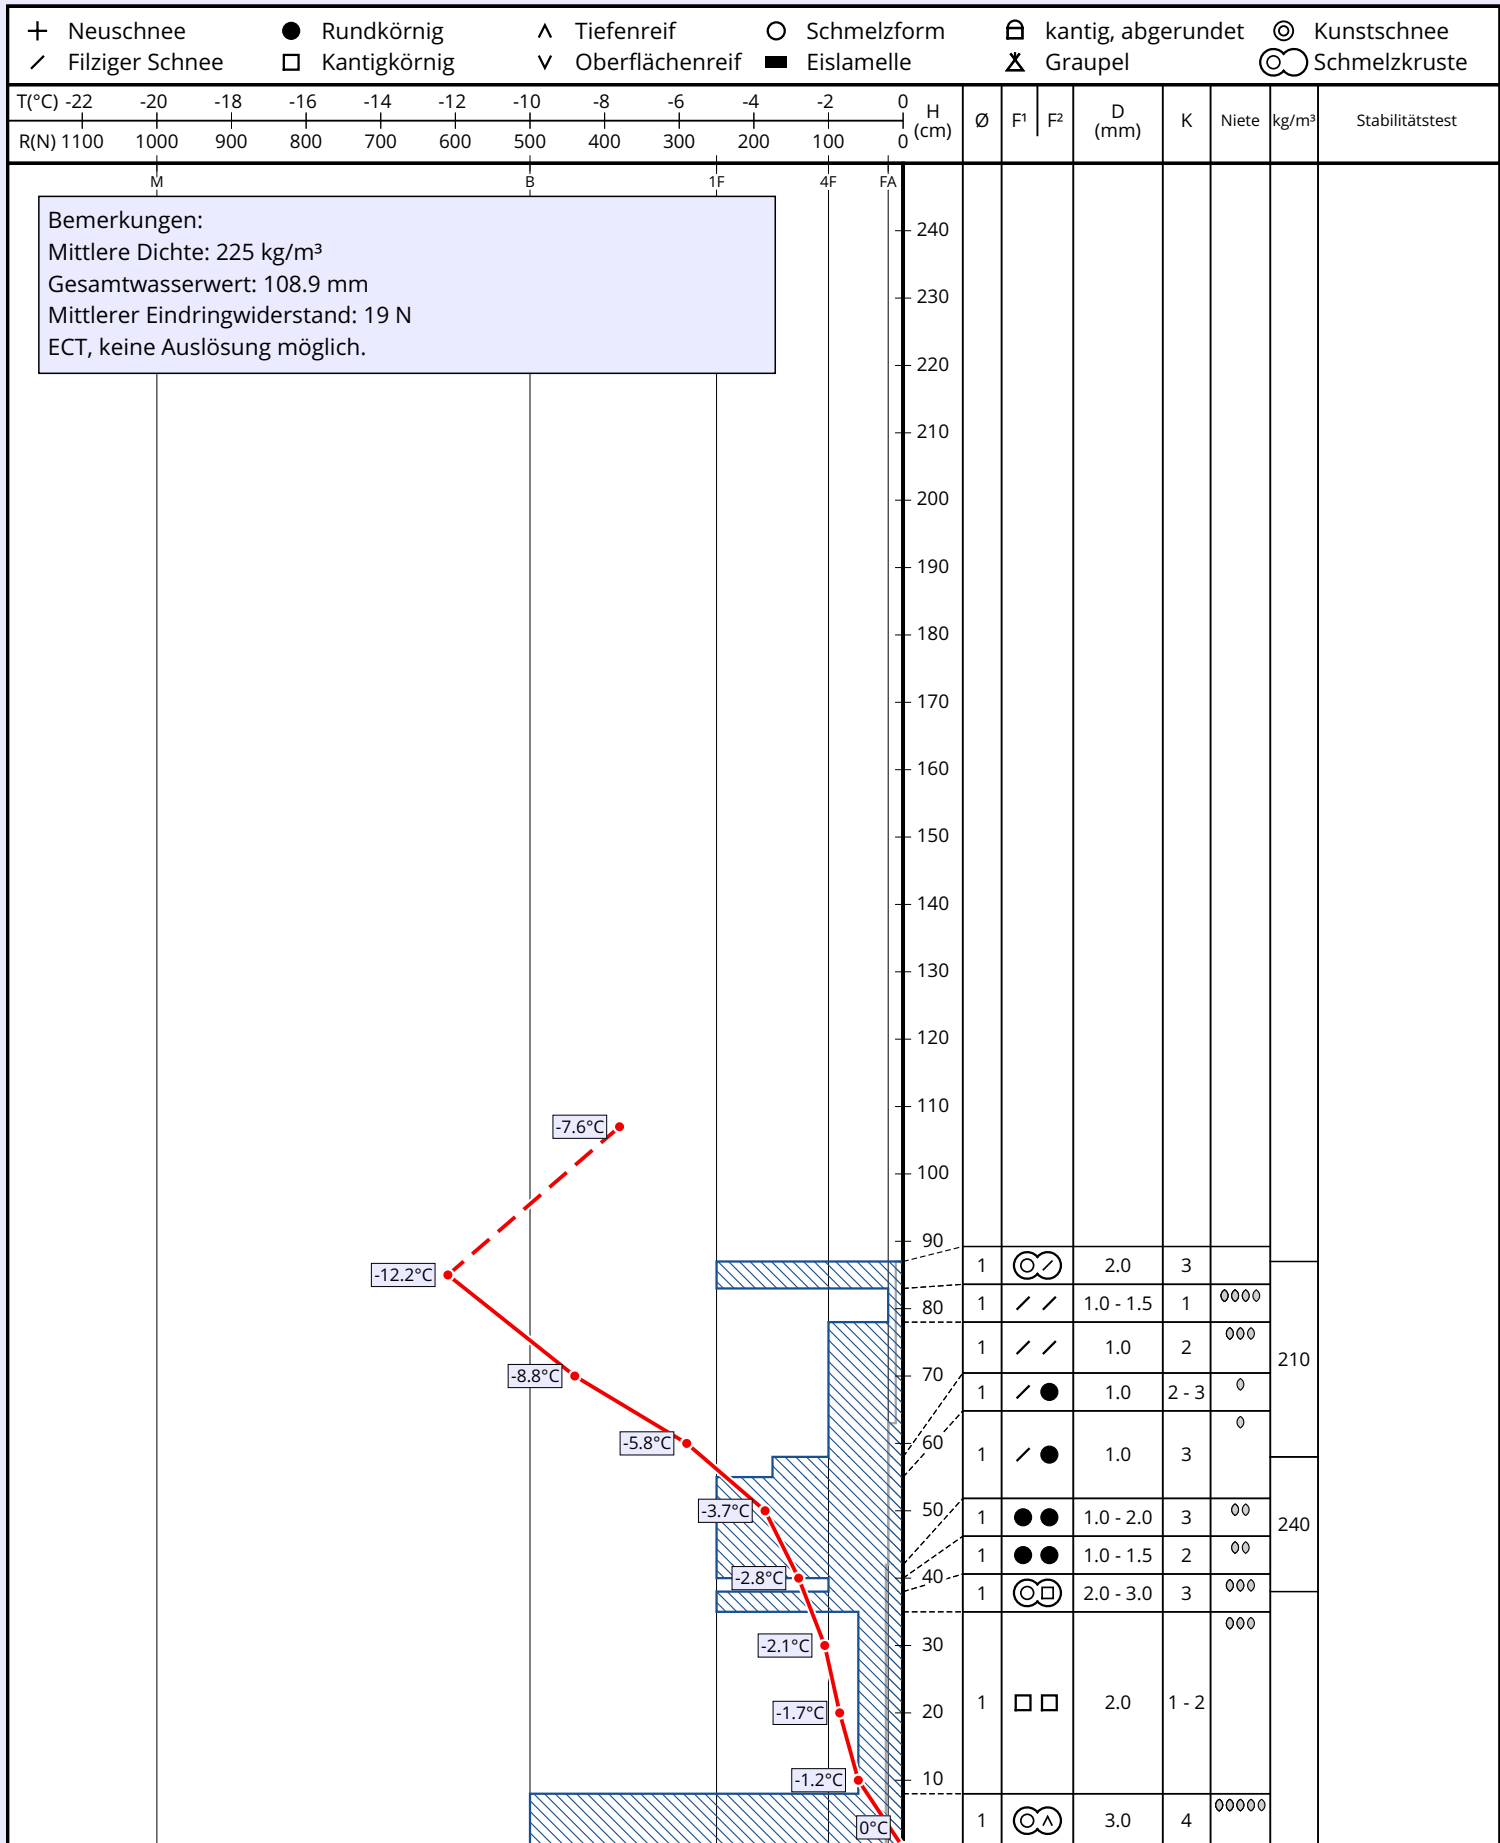 Neuschnee Rundkörnig Tiefenreif Schmelzform kantig, abgerundet Kunstschnee
Filziger Schnee Kantigkörnig Oberflächenreif Eislamelle Graupel Schmelzkruste
T(°C) -22 -20 -18 -16 -14 -12 -10 -8 -6 -4 -2 0
R(N) 1100 1000 900 800 700 600 500 400 300 200 100 0
H (cm) Ø F¹ F² D (mm) K Niete kg/m³ Stabilitätstest
M B 1F 4F FA
Bemerkungen:
Mittlere Dichte: 225 kg/m³
Gesamtwasserwert: 108.9 mm
Mittlerer Eindringwiderstand: 19 N
ECT, keine Auslösung möglich.
240
230
220
210
200
190
180
170
160
150
140
130
120
110
-7.6°C
100
90
1 2.0 3
-12.2°C
80 1 1.0 - 1.5 1
1 1.0 2 210
-8.8°C 70
1 1.0 2 - 3
-5.8°C 60
1 1.0 3
-3.7°C 50 1 1.0 - 2.0 3 240
1 1.0 - 1.5 2
-2.8°C 40
1 2.0 - 3.0 3
-2.1°C 30
1 2.0 1 - 2
-1.7°C 20
-1.2°C 10
0°C 1 3.0 4